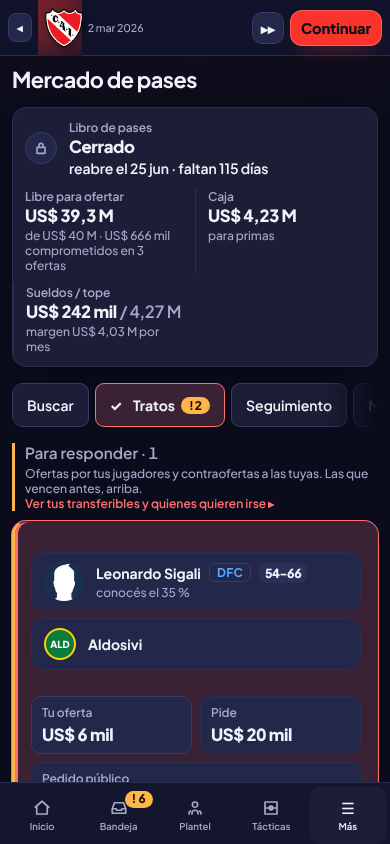 ◂
C.A.I.
2 mar 2026
▸▸
Continuar
Mercado de pases
Libro de pases
Cerrado
reabre el 25 jun · faltan 115 días
Libre para ofertar
US$ 39,3 M
de US$ 40 M · US$ 666 mil
comprometidos en 3
ofertas
Caja
US$ 4,23 M
para primas
Sueldos / tope
US$ 242 mil / 4,27 M
margen US$ 4,03 M por
mes
Buscar
✓ Tratos ! 2
Seguimiento
Para responder · 1
Ofertas por tus jugadores y contraofertas a las tuyas. Las que
vencen antes, arriba.
Ver tus transferibles y quienes quieren irse ▸
Leonardo Sigali DFC 54–66
conocés el 35 %
ALD Aldosivi
Tu oferta
US$ 6 mil
Pide
US$ 20 mil
Pedido público
! 6
Inicio
Bandeja
Plantel
Tácticas
Más